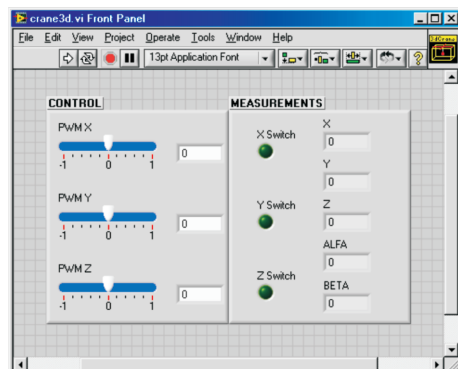 crane3d.vi Front Panel
File Edit View Project Operate Tools Window Help
13pt Application Font
3dCrane
CONTROL
PWM X
-1 0 1
0
PWM Y
-1 0 1
0
PWM Z
-1 0 1
0
MEASUREMENTS
X Switch
Y Switch
Z Switch
X
0
Y
0
Z
0
ALFA
0
BETA
0